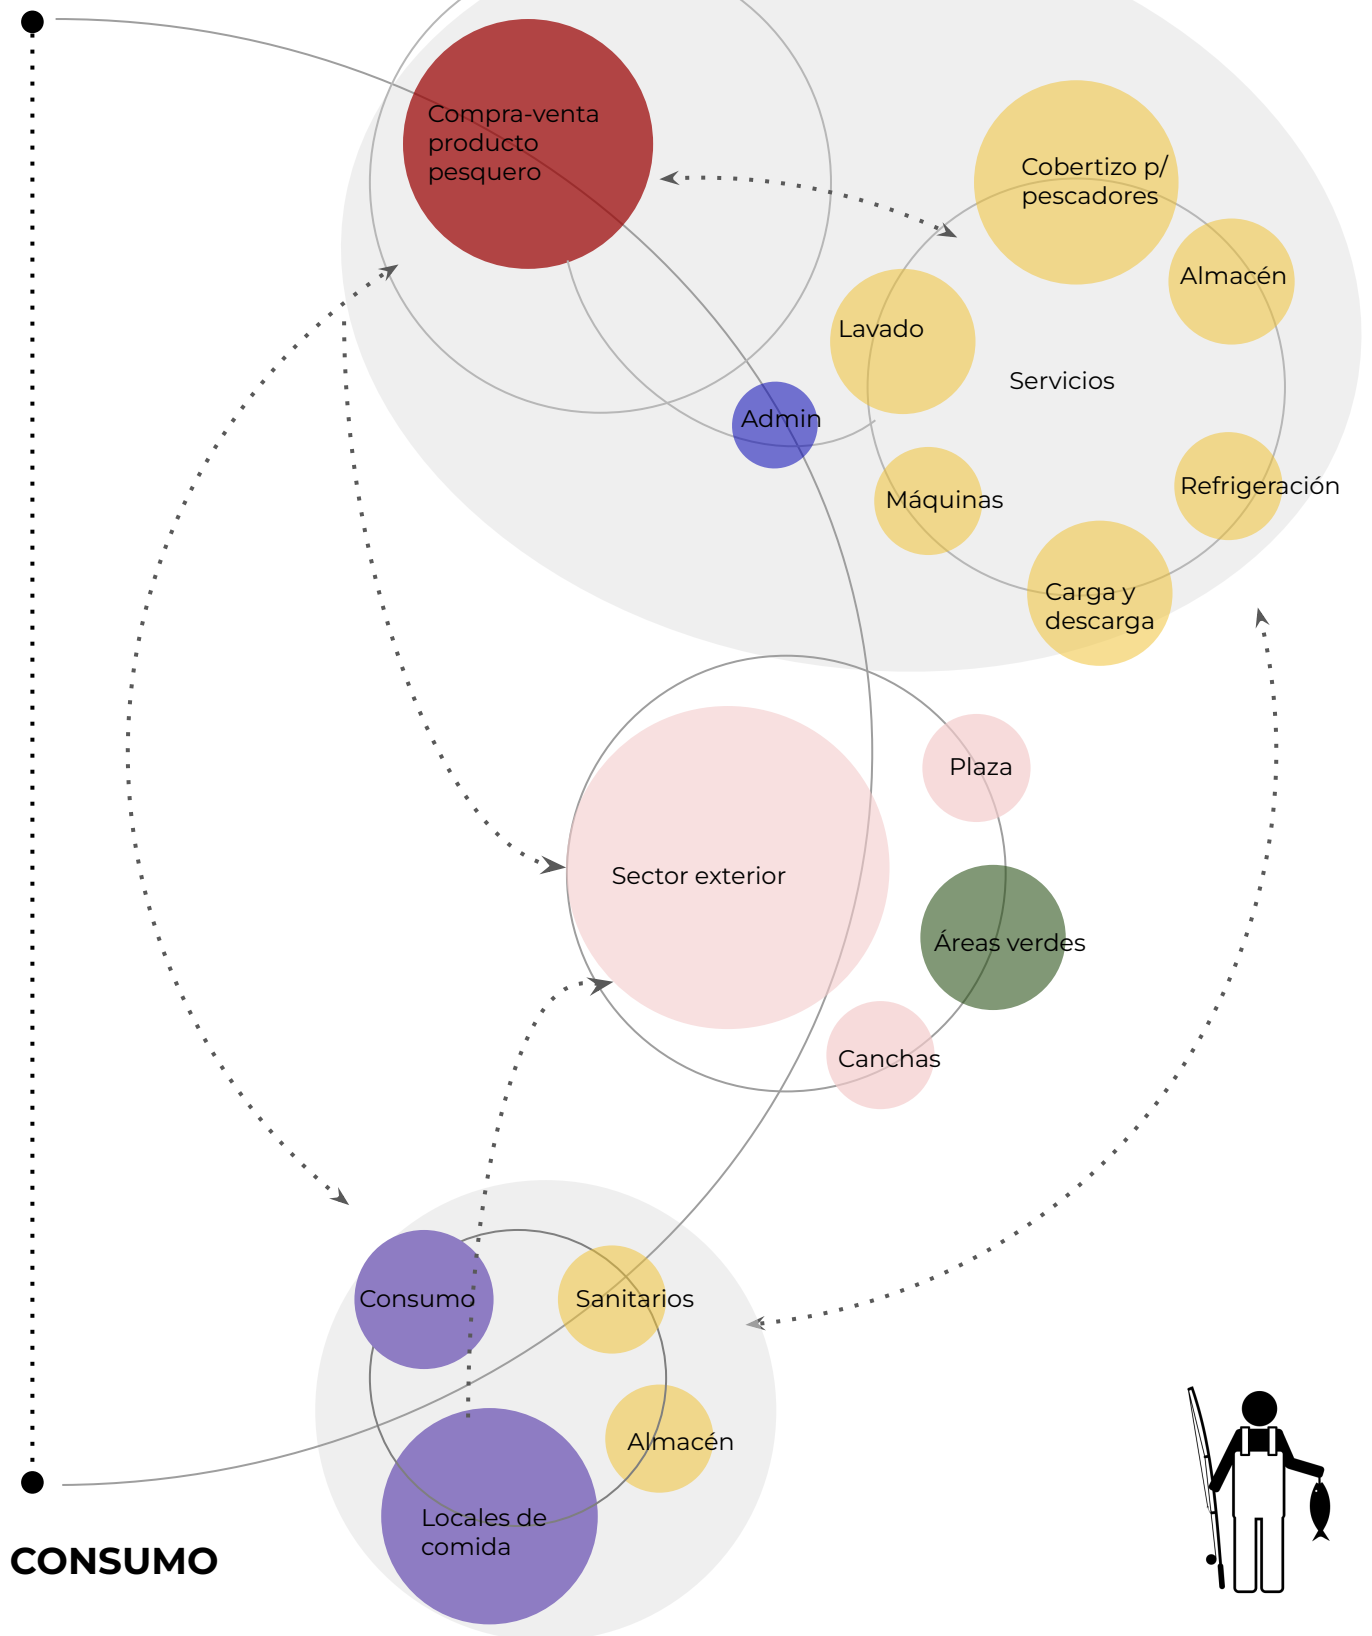 Compra-venta
producto
pesquero
Cobertizo p/
pescadores
Almacén
Lavado
Servicios
Admin
Máquinas
Refrigeración
Carga y
descarga
Plaza
Sector exterior
Áreas verdes
Canchas
Consumo
Sanitarios
Almacén
Locales de
comida
CONSUMO